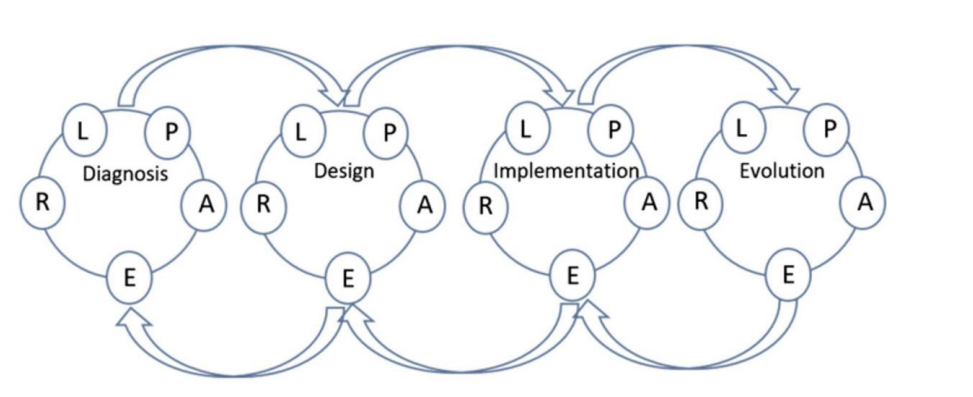 L P L P L P L P
Diagnosis Design Implementation Evolution
R A R A R A R A
E E E E